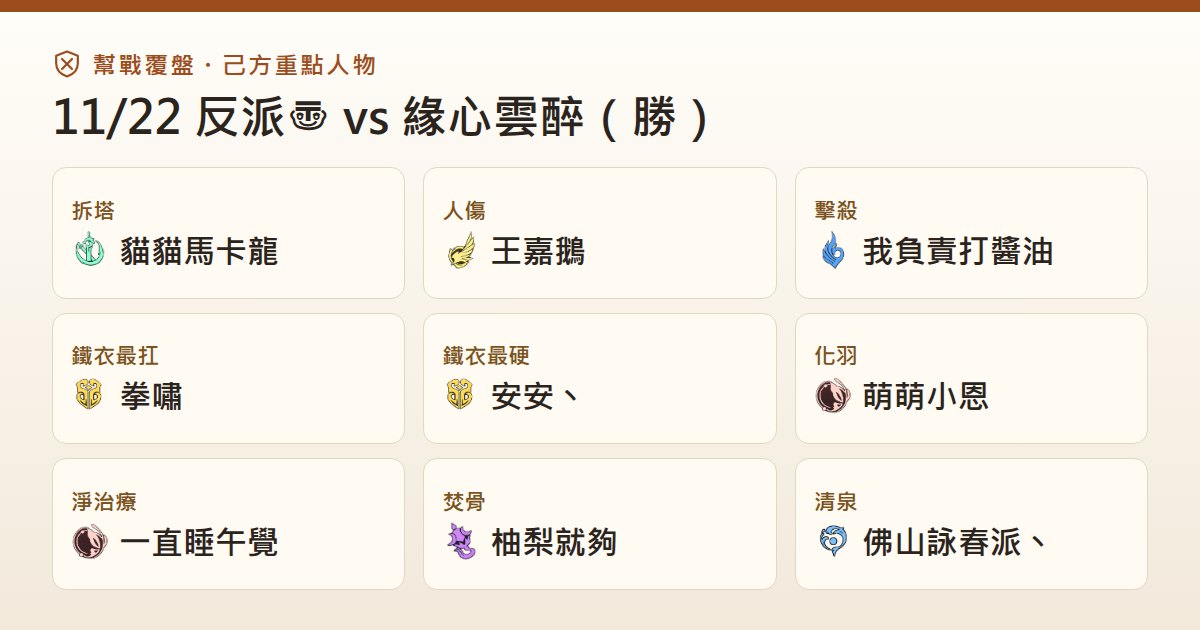 幫戰覆盤·己方重點人物
11/22 反派 vs 緣心雲醉(勝)
拆塔
貓貓馬卡龍
人傷
王嘉鵝
擊殺
我負責打醬油
鐵衣最扛
拳嘯
鐵衣最硬
安安丶
化羽
萌萌小恩
淨治療
一直睡午覺
焚骨
柚梨就夠
清泉
佛山詠春派丶